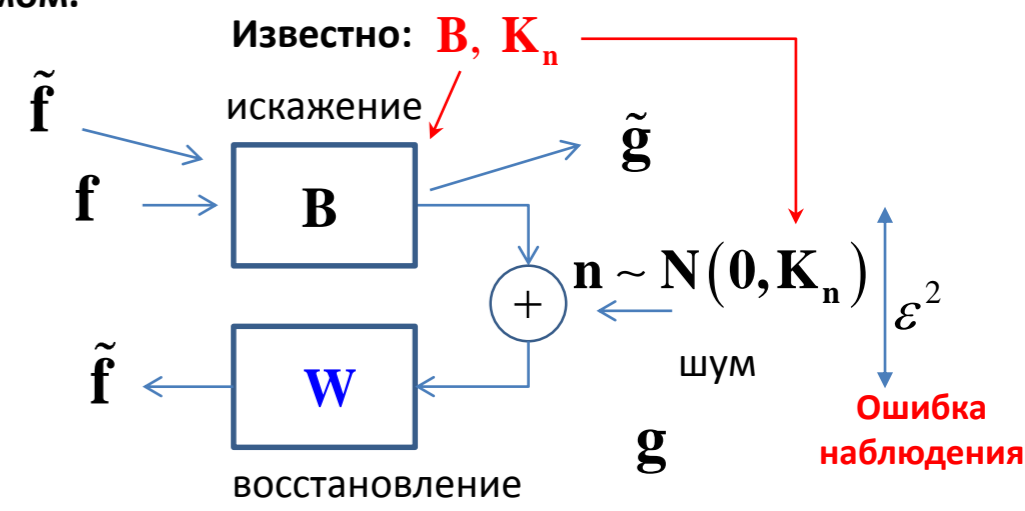 Известно: B, Kₙ
f̃
искажение
g̃
f
B
+
n ~ N(0, Kₙ)
ε²
шум
f̃
W
Ошибка
наблюдения
g
восстановление